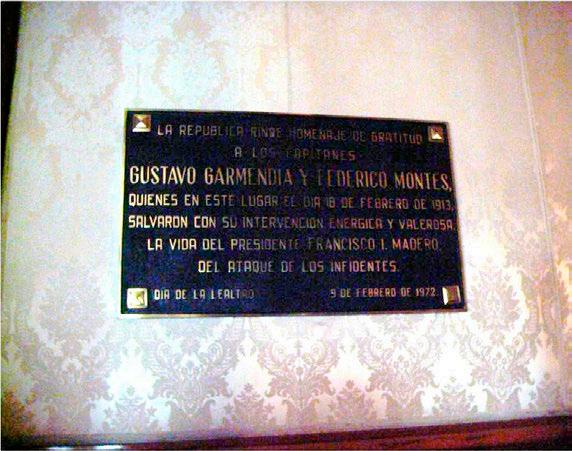 LA REPUBLICA RINDE HOMENAJE DE GRATITUD
A LOS CAPITANES
GUSTAVO GARMENDIA Y FEDERICO MONTES,
QUIENES EN ESTE LUGAR EL DIA 18 DE FEBRERO DE 1913,
SALVARON CON SU INTERVENCION ENERGICA Y VALEROSA,
LA VIDA DEL PRESIDENTE FRANCISCO I. MADERO,
DEL ATAQUE DE LOS INFIDENTES.
DIA DE LA LEALTAD 9 DE FEBRERO DE 1972.